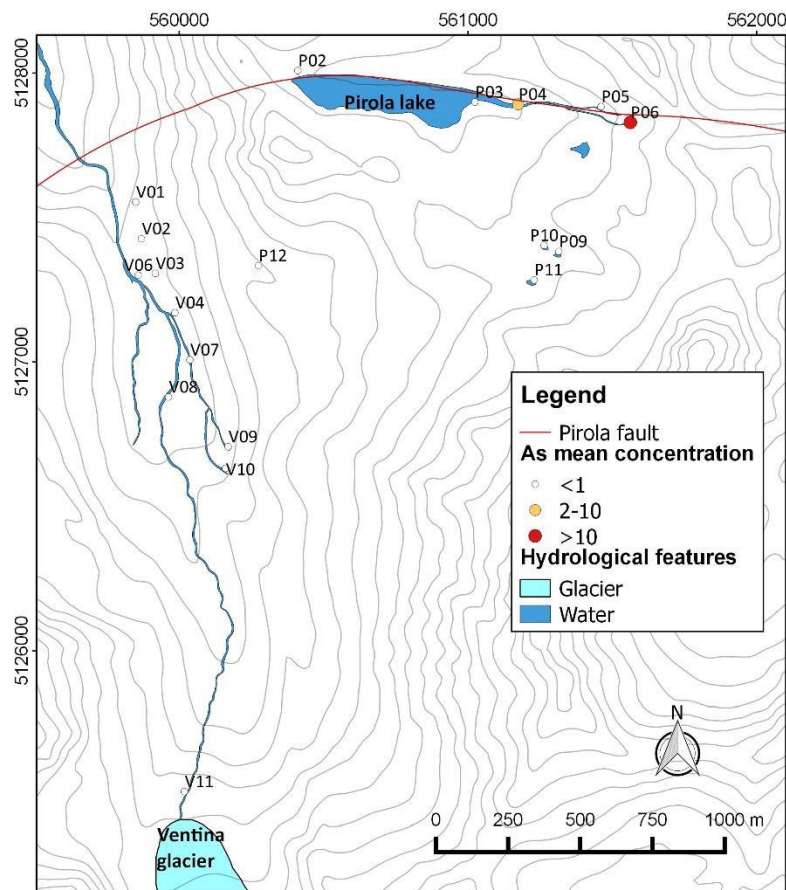 560000
561000
562000
5128000
5127000
5126000
P02
Pirola lake
P03
P04
P05
P06
V01
V02
V06
V03
P12
P10
P09
P11
V04
V07
V08
V09
V10
V11
Ventina
glacier
Legend
Pirola fault
As mean concentration
<1
2-10
>10
Hydrological features
Glacier
Water
N
0 250 500 750 1000 m